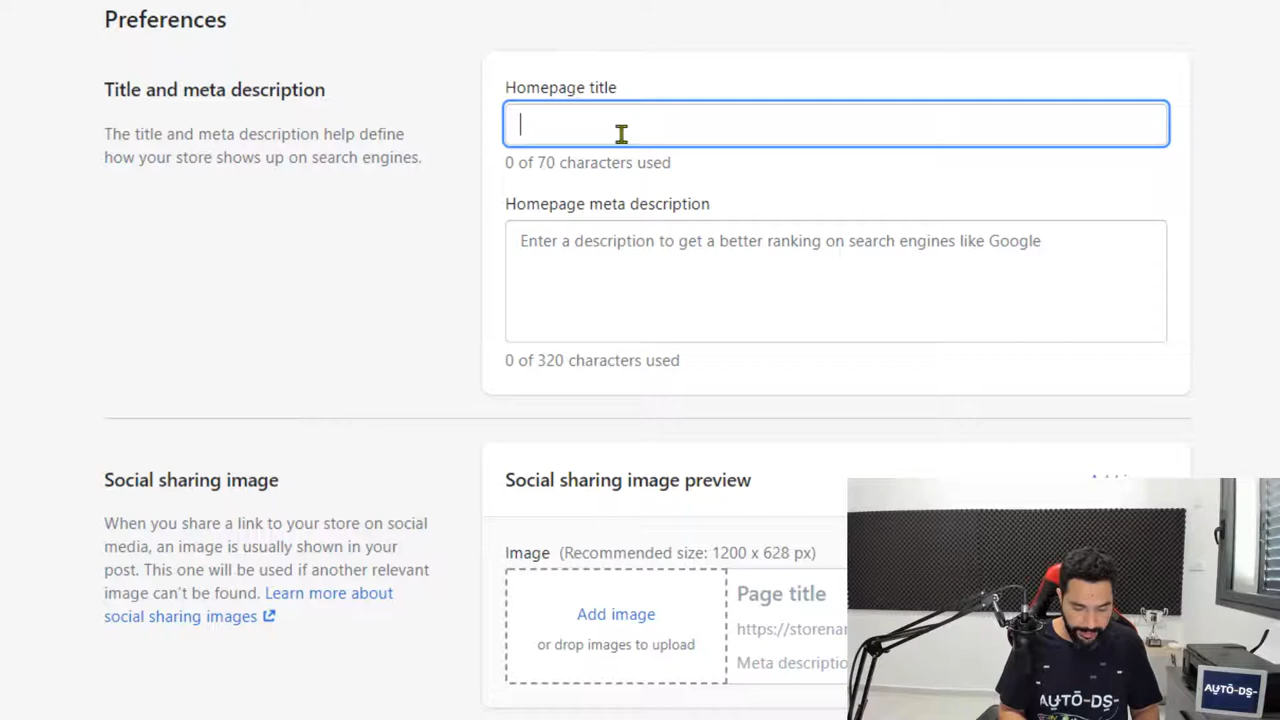 Preferences
Title and meta description
The title and meta description help define
how your store shows up on search engines.
Homepage title
0 of 70 characters used
Homepage meta description
Enter a description to get a better ranking on search engines like Google
0 of 320 characters used
Social sharing image
When you share a link to your store on social
media, an image is usually shown in your
post. This one will be used if another relevant
image can't be found. Learn more about
social sharing images
Social sharing image preview
Image (Recommended size: 1200 x 628 px)
Add image
or drop images to upload
Page title
https://storenar
Meta descriptio
AUTŌ-DS-
AUTŌ-DS-